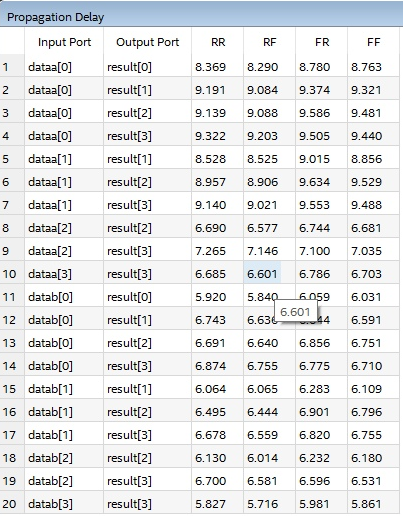 Propagation Delay
Input Port Output Port RR RF FR FF
1 dataa[0] result[0] 8.369 8.290 8.780 8.763
2 dataa[0] result[1] 9.191 9.084 9.374 9.321
3 dataa[0] result[2] 9.139 9.088 9.586 9.481
4 dataa[0] result[3] 9.322 9.203 9.505 9.440
5 dataa[1] result[1] 8.528 8.525 9.015 8.856
6 dataa[1] result[2] 8.957 8.906 9.634 9.529
7 dataa[1] result[3] 9.140 9.021 9.553 9.488
8 dataa[2] result[2] 6.690 6.577 6.744 6.681
9 dataa[2] result[3] 7.265 7.146 7.100 7.035
10 dataa[3] result[3] 6.685 6.601 6.786 6.703
11 datab[0] result[0] 5.920 5.840 6.059 6.031
6.601
12 datab[0] result[1] 6.743 6.636 6.591
13 datab[0] result[2] 6.691 6.640 6.856 6.751
14 datab[0] result[3] 6.874 6.755 6.775 6.710
15 datab[1] result[1] 6.064 6.065 6.283 6.109
16 datab[1] result[2] 6.495 6.444 6.901 6.796
17 datab[1] result[3] 6.678 6.559 6.820 6.755
18 datab[2] result[2] 6.130 6.014 6.232 6.180
19 datab[2] result[3] 6.700 6.581 6.596 6.531
20 datab[3] result[3] 5.827 5.716 5.981 5.861